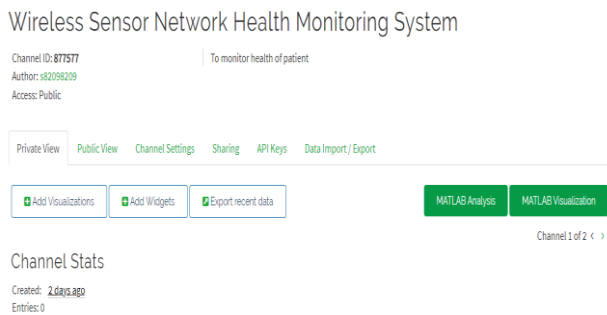 Wireless Sensor Network Health Monitoring System
Channel ID: 877577
To monitor health of patient
Author: s82098209
Access: Public
Private View Public View Channel Settings Sharing API Keys Data Import / Export
Add Visualizations Add Widgets Export recent data MATLAB Analysis MATLAB Visualization
Channel 1 of 2 < >
Channel Stats
Created: 2 days ago
Entries: 0